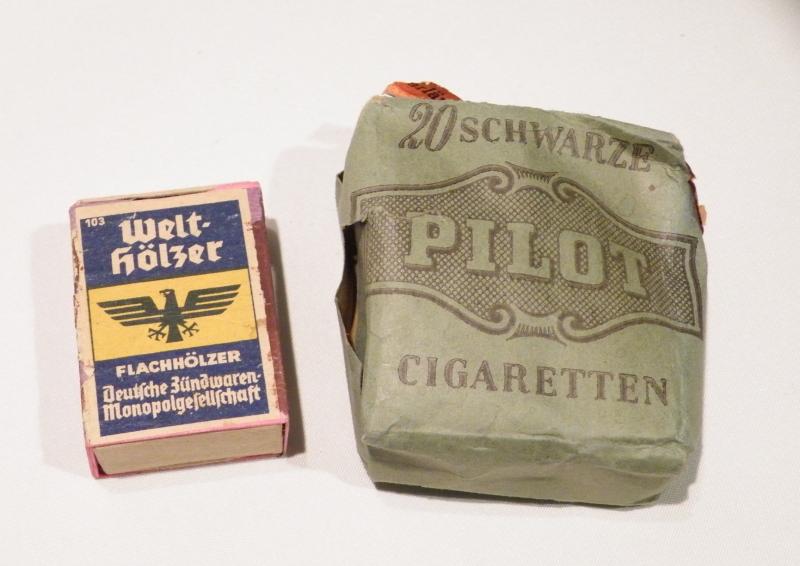 103
Welt-
hölzer
FLACHHÖLZER
Deutsche Zündwaren-
Monopolgesellschaft
20 SCHWARZE
PILOT
CIGARETTEN